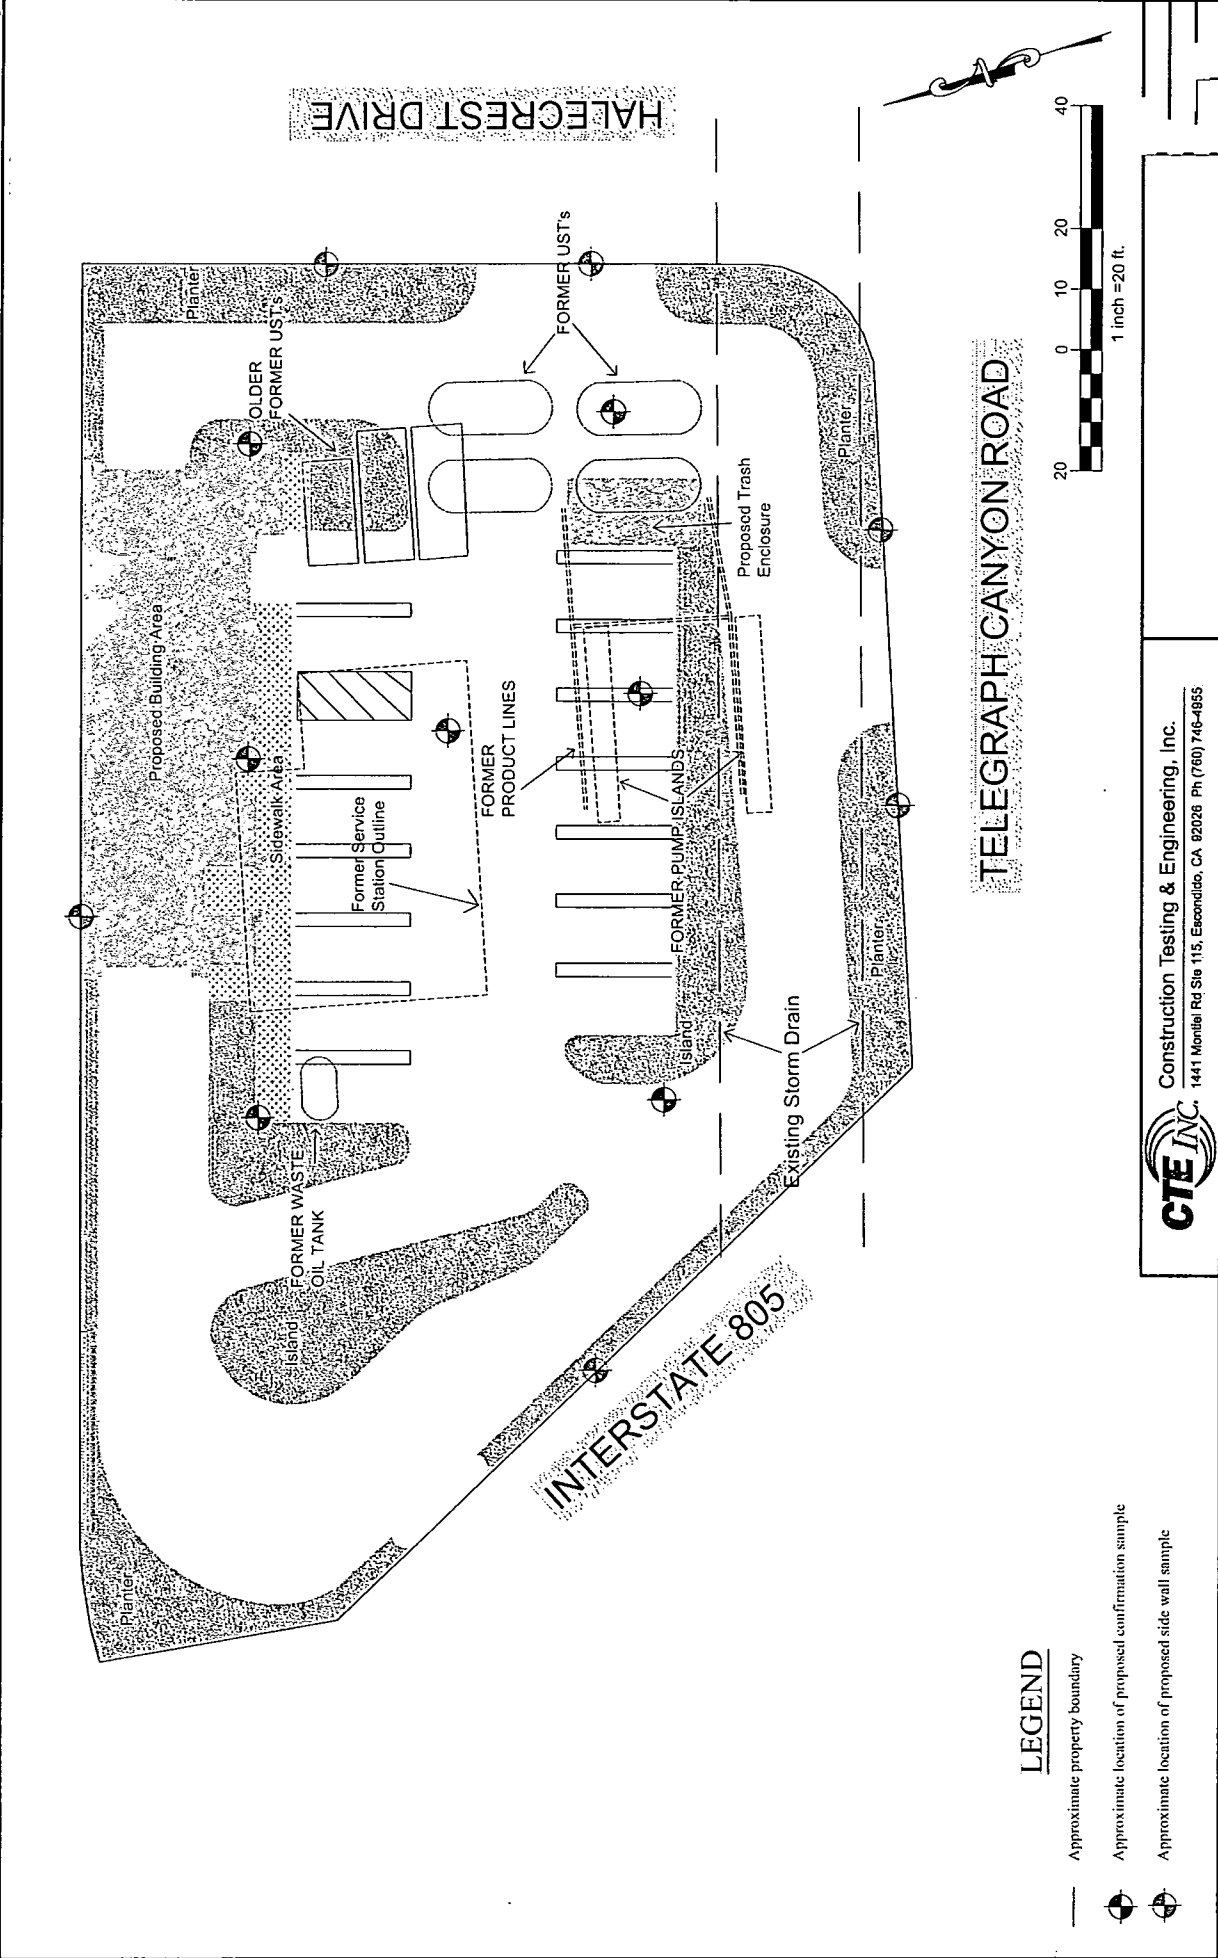 HALECREST DRIVE
Planter
OLDER
FORMER UST's
FORMER UST's
Proposed Building Area
Sidewalk Area
Former Service
Station Outline
FORMER
PRODUCT LINES
FORMER PUMP ISLANDS
Proposed Trash
Enclosure
Planter
Planter
Island
Existing Storm Drain
FORMER WASTE
OIL TANK
Island
Planter
INTERSTATE 805
TELEGRAPH CANYON ROAD
20 0 10 20 40
1 inch =20 ft.
LEGEND
Approximate property boundary
Approximate location of proposed confirmation sample
Approximate location of proposed side wall sample
CTE INC.
Construction Testing & Engineering, Inc.
1441 Montiel Rd Ste 115, Escondido, CA 92026 Ph (760) 746-4955